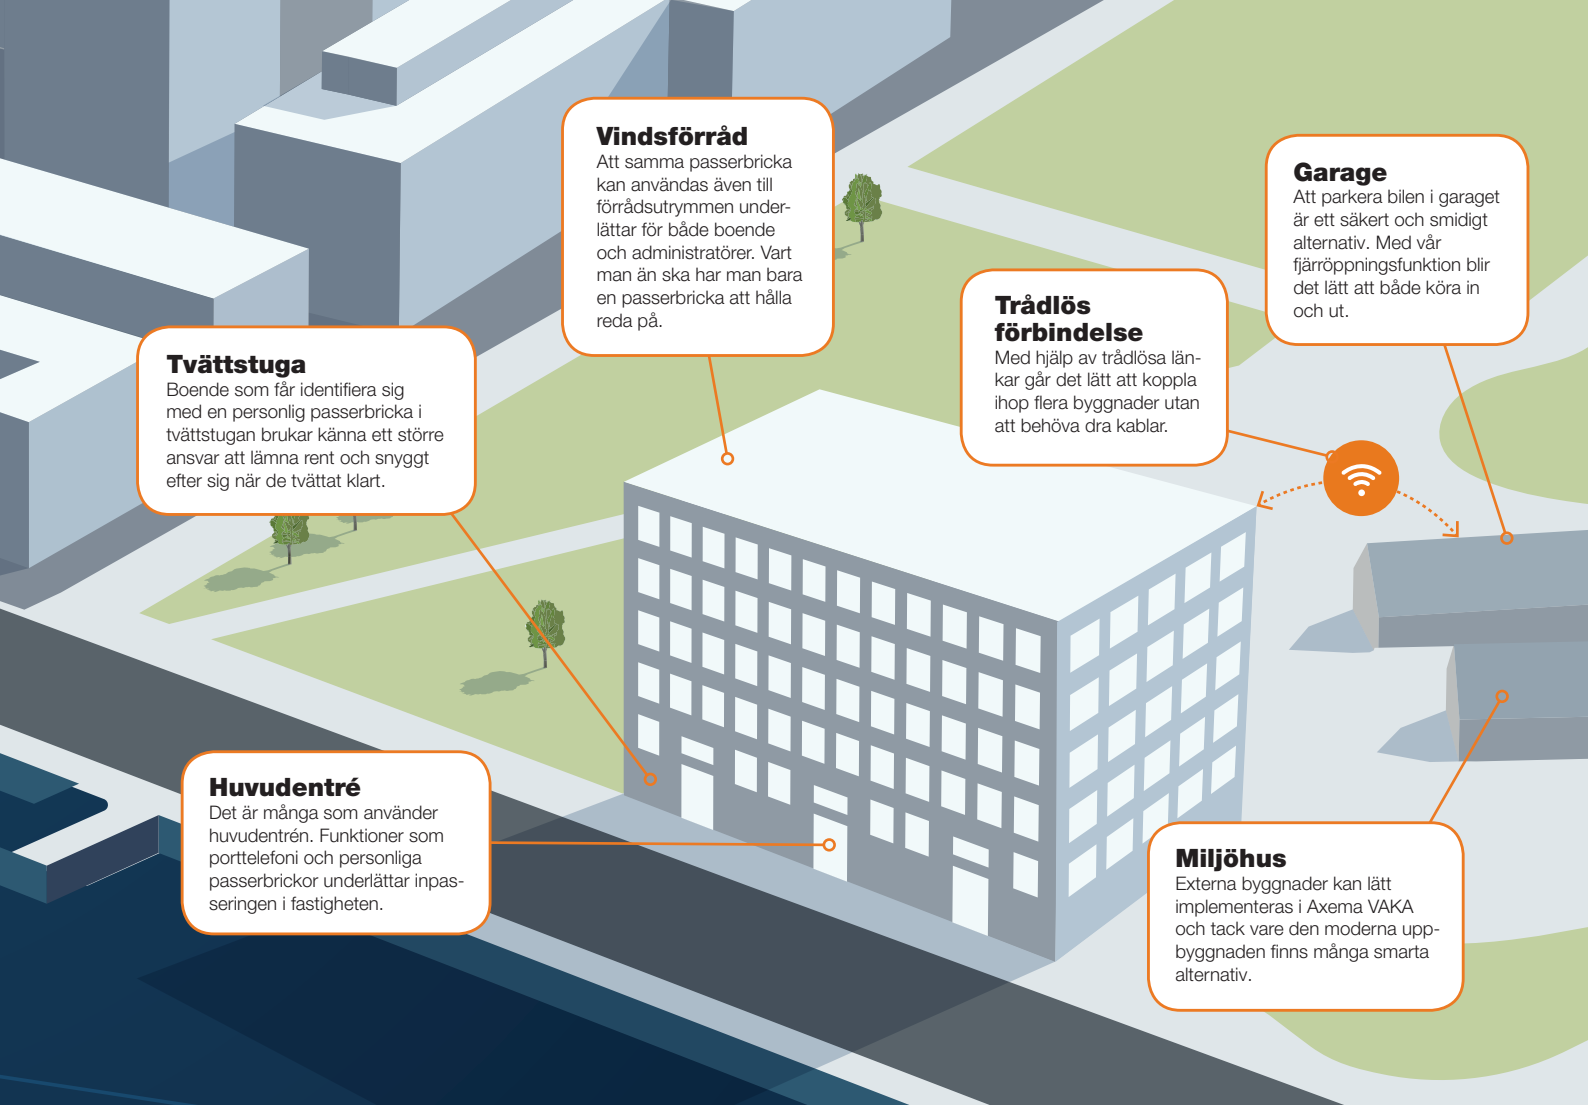 Vindsförråd
Att samma passerbricka
kan användas även till
förrådsutrymmen under-
lättar för både boende
och administratörer. Vart
man än ska har man bara
en passerbricka att hålla
reda på.
Garage
Att parkera bilen i garaget
är ett säkert och smidigt
alternativ. Med vår
fjärröppningsfunktion blir
det lätt att både köra in
och ut.
Trådlös
förbindelse
Med hjälp av trådlösa län-
kar går det lätt att koppla
ihop flera byggnader utan
att behöva dra kablar.
Tvättstuga
Boende som får identifiera sig
med en personlig passerbricka i
tvättstugan brukar känna ett större
ansvar att lämna rent och snyggt
efter sig när de tvättat klart.
Huvudentré
Det är många som använder
huvudentrén. Funktioner som
porttelefoni och personliga
passerbrickor underlättar inpas-
seringen i fastigheten.
Miljöhus
Externa byggnader kan lätt
implementeras i Axema VAKA
och tack vare den moderna upp-
byggnaden finns många smarta
alternativ.